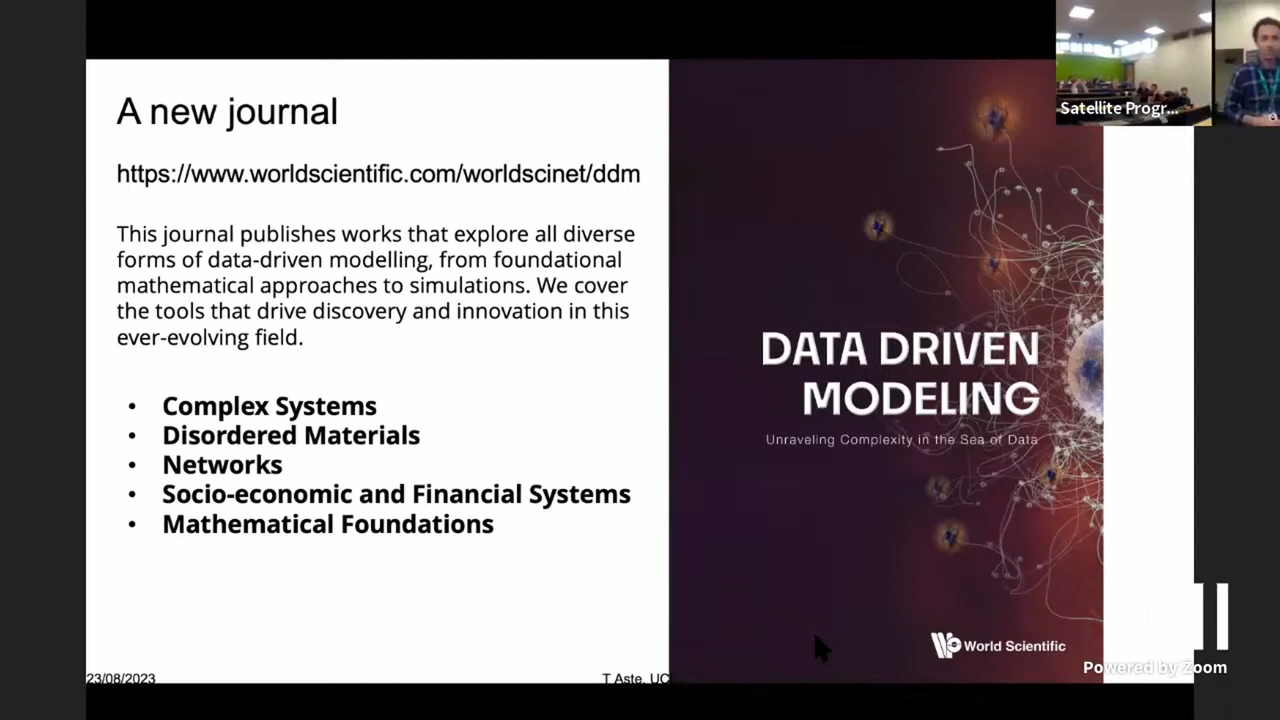 A new journal
https://www.worldscientific.com/worldscinet/ddm
This journal publishes works that explore all diverse
forms of data-driven modelling, from foundational
mathematical approaches to simulations. We cover
the tools that drive discovery and innovation in this
ever-evolving field.
• Complex Systems
• Disordered Materials
• Networks
• Socio-economic and Financial Systems
• Mathematical Foundations
23/08/2023
T Aste, UC
DATA DRIVEN
MODELING
Unraveling Complexity in the Sea of Data
World Scientific
Satellite Progr...
Powered by Zoom